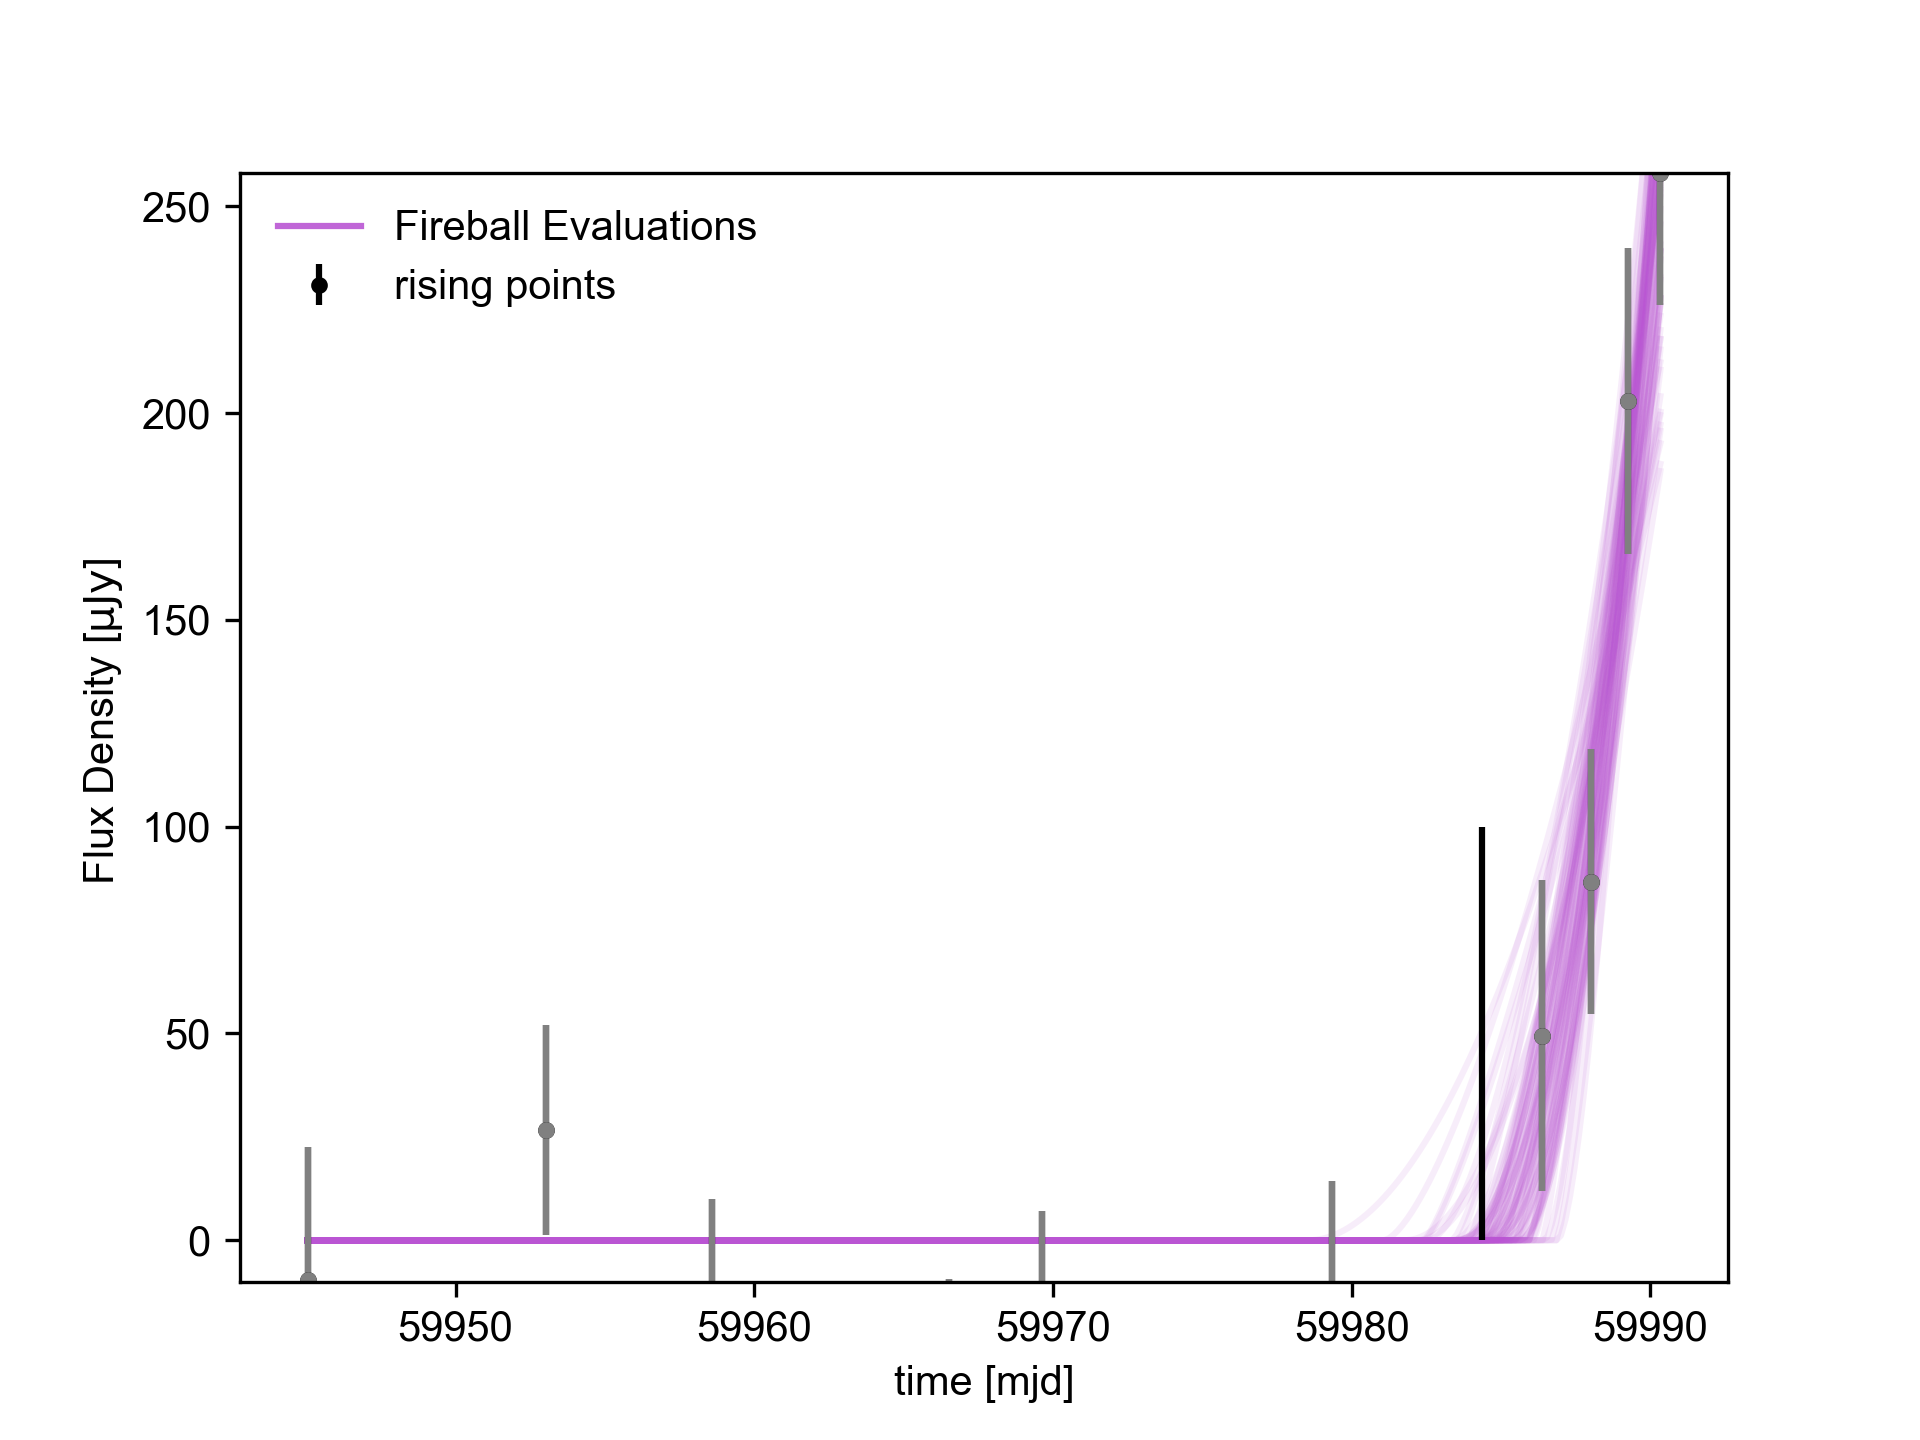 Fireball Evaluations
rising points
250
200
150
100
50
0
Flux Density [µJy]
59950 59960 59970 59980 59990
time [mjd]